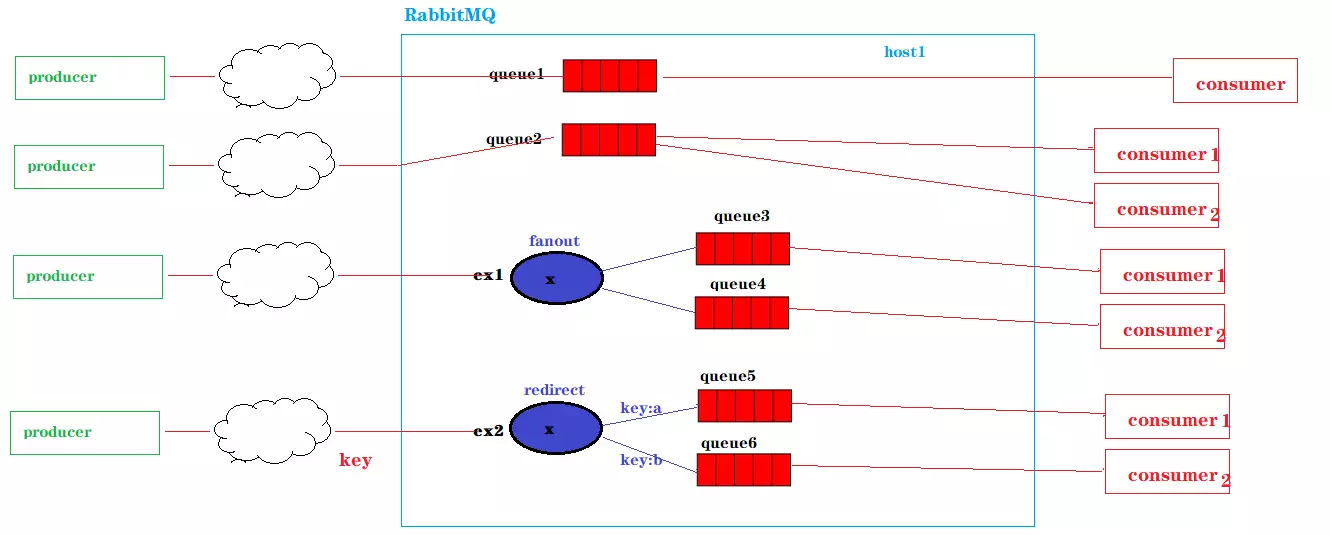 RabbitMQ
host1
producer
queue1
consumer
producer
queue2
consumer 1
consumer 2
queue3
fanout
producer
ex1
x
queue4
consumer 1
consumer 2
queue5
redirect
key:a
producer
ex2
x
consumer 1
queue6
key
key:b
consumer 2